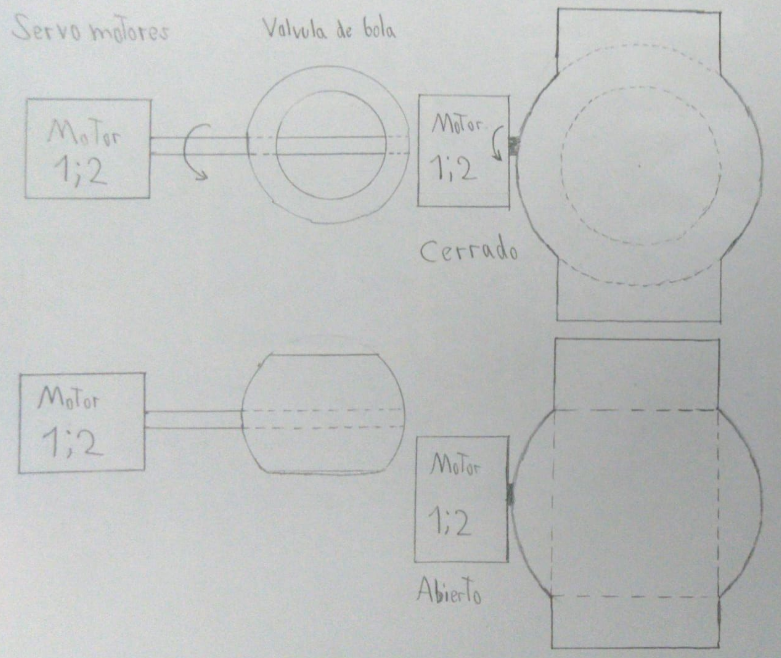 Servo motores
Valvula de bola
Motor
1;2
Motor
1;2
Cerrado
Motor
1;2
Motor
1;2
Abierto